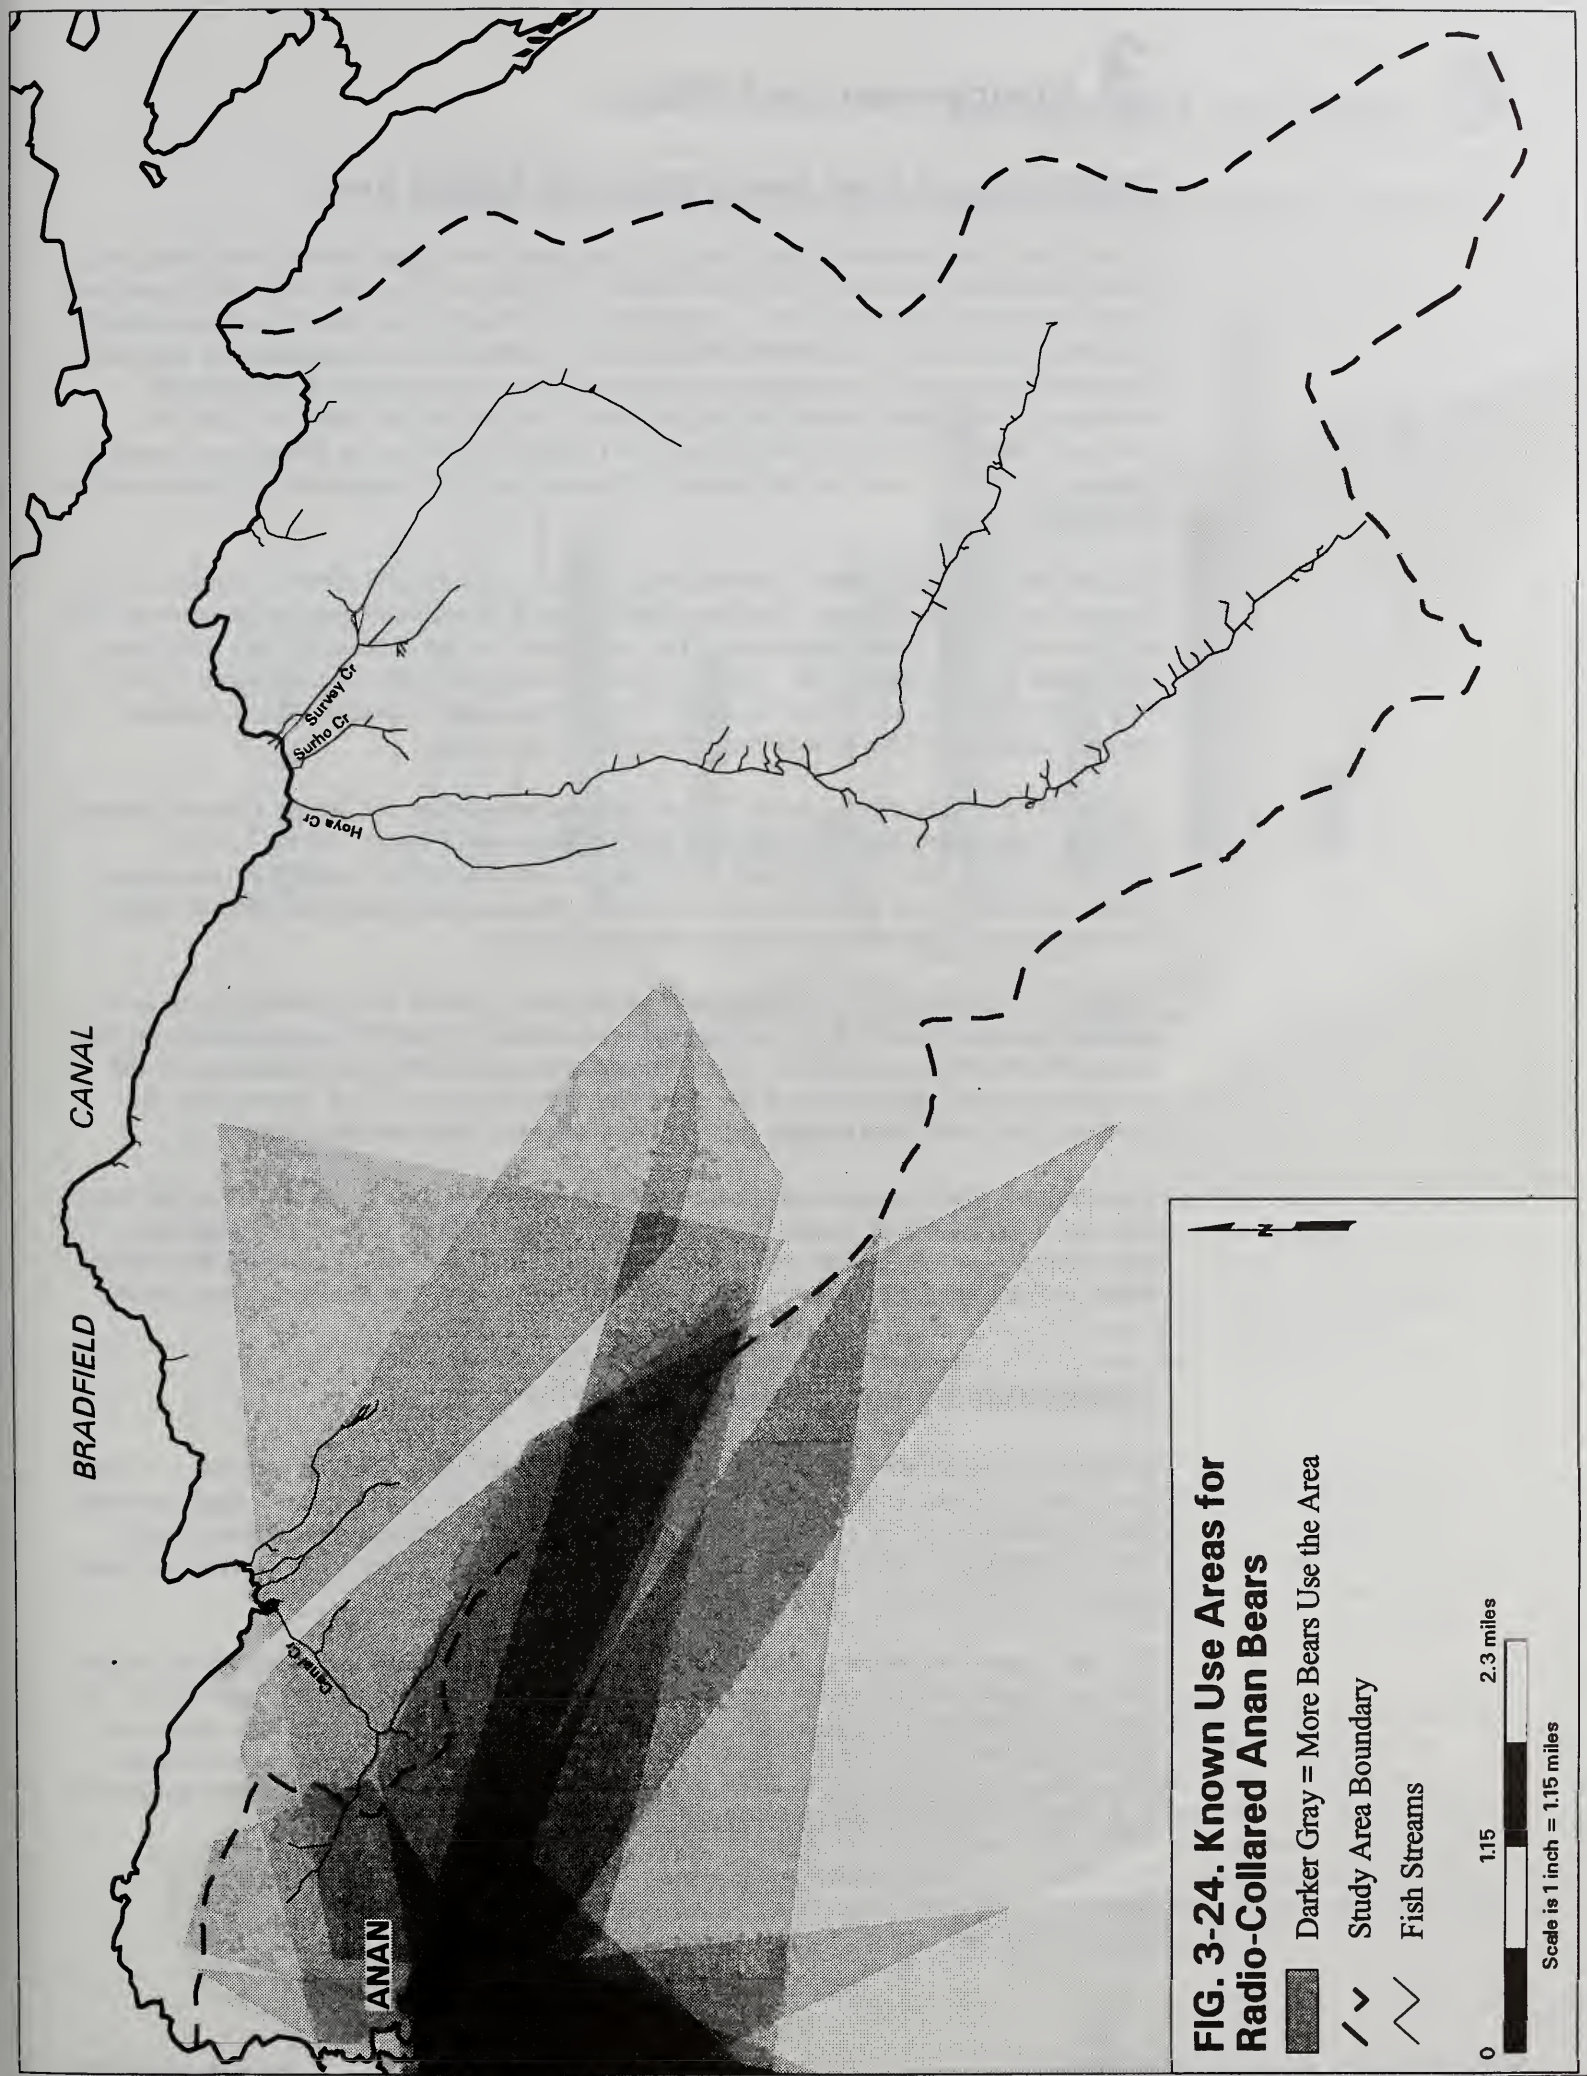 BRADFIELD CANAL
Survey Cr
Surho Cr
Hoya Cr
Canal Cr
ANAN
FIG. 3-24. Known Use Areas for
Radio-Collared Anan Bears
Darker Gray = More Bears Use the Area
Study Area Boundary
Fish Streams
N
0 1.15 2.3 miles
Scale is 1 inch = 1.15 miles